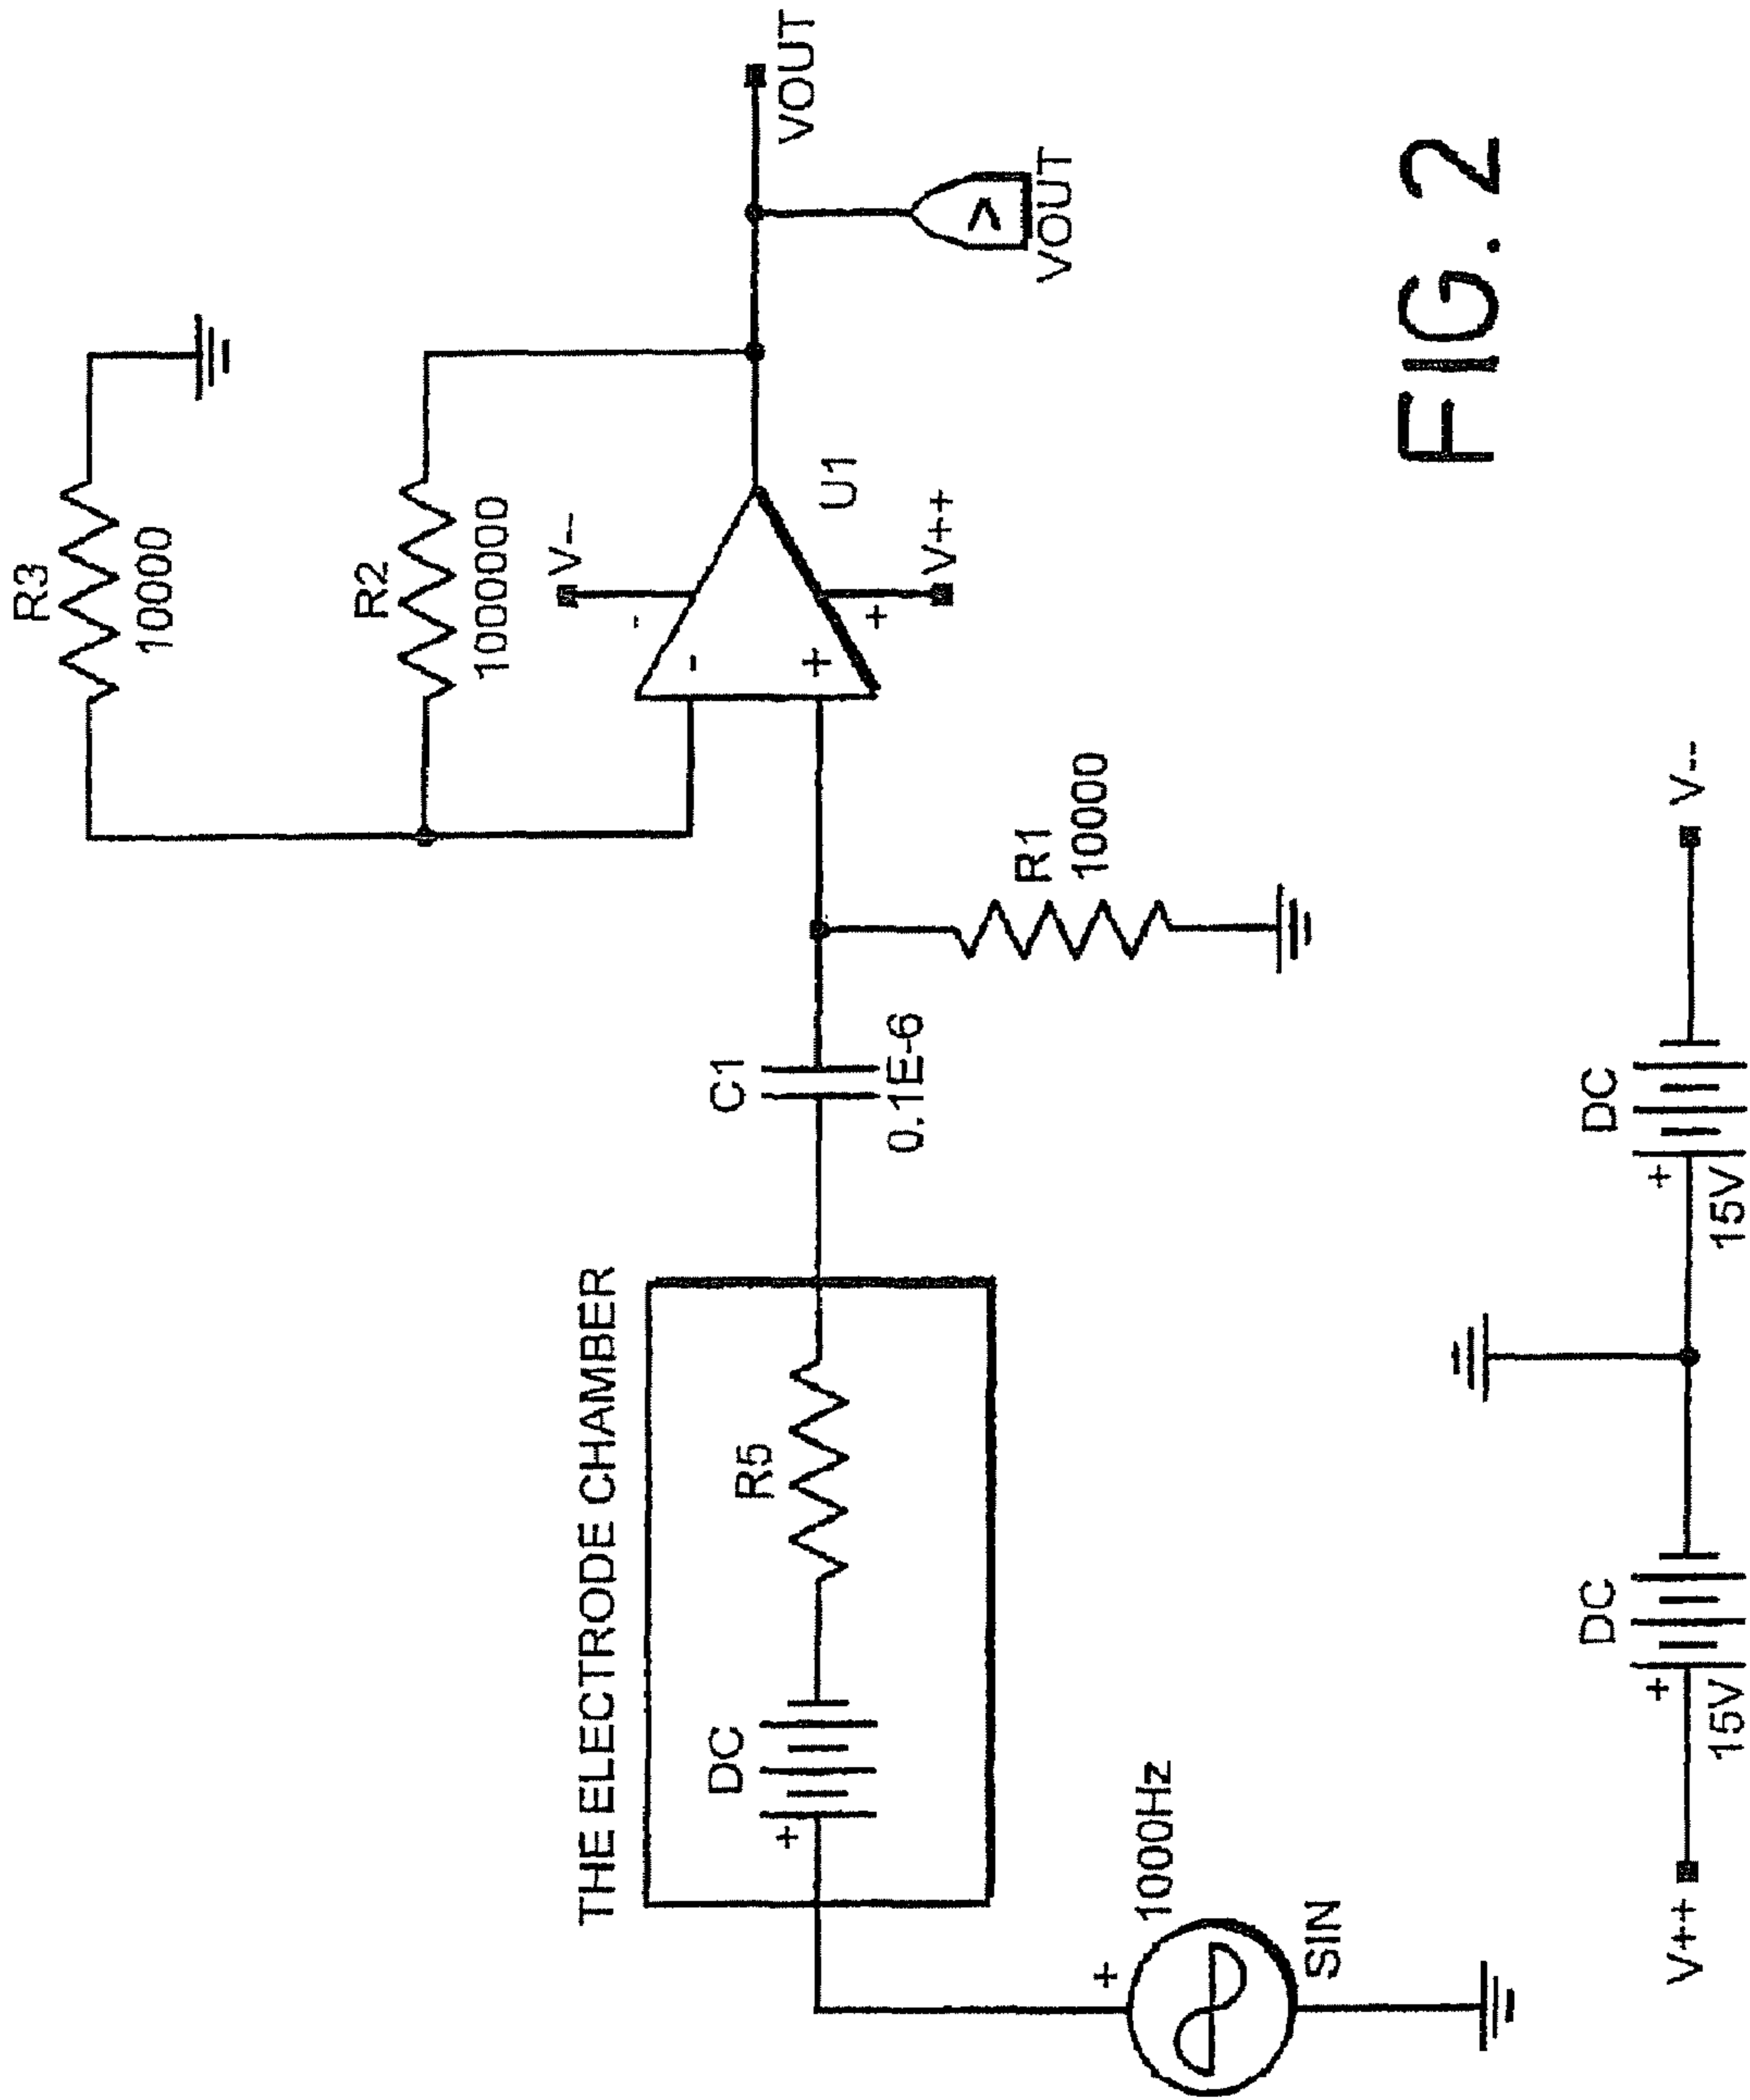 R3
10000
R2
1000000
V--
THE ELECTRODE CHAMBER
DC
+
R5
C1
0.1E-6
-
-
+
+
U1
V++
VOUT
V
VOUT
R1
10000
+
1000Hz
SIN
FIG. 2
V++
+
DC
15V
+
DC
15V
V--